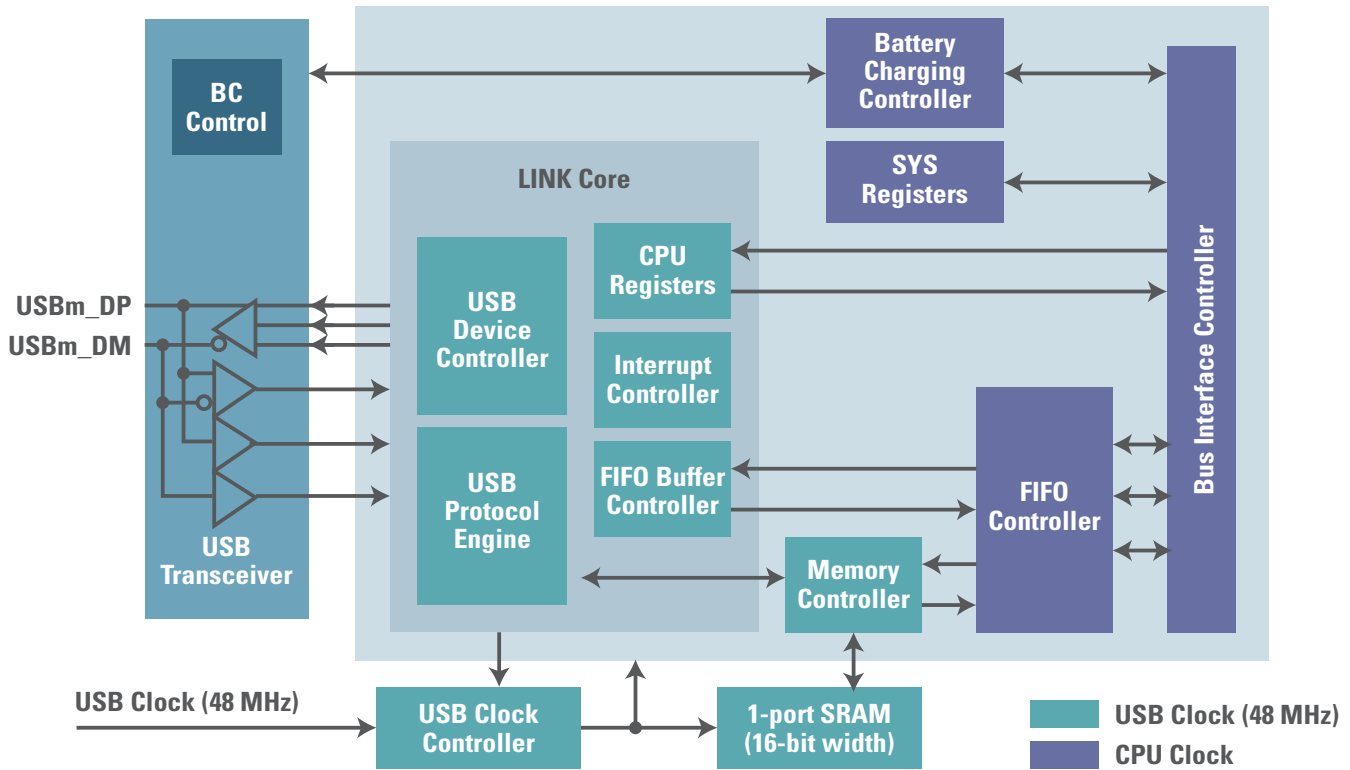 BC
Control
Battery
Charging
Controller
SYS
Registers
LINK Core
CPU
Registers
USB
Device
Controller
Interrupt
Controller
USBm_DP
USBm_DM
FIFO Buffer
Controller
USB
Protocol
Engine
FIFO
Controller
Bus Interface Controller
USB
Transceiver
Memory
Controller
USB Clock (48 MHz)
USB Clock
Controller
1-port SRAM
(16-bit width)
USB Clock (48 MHz)
CPU Clock